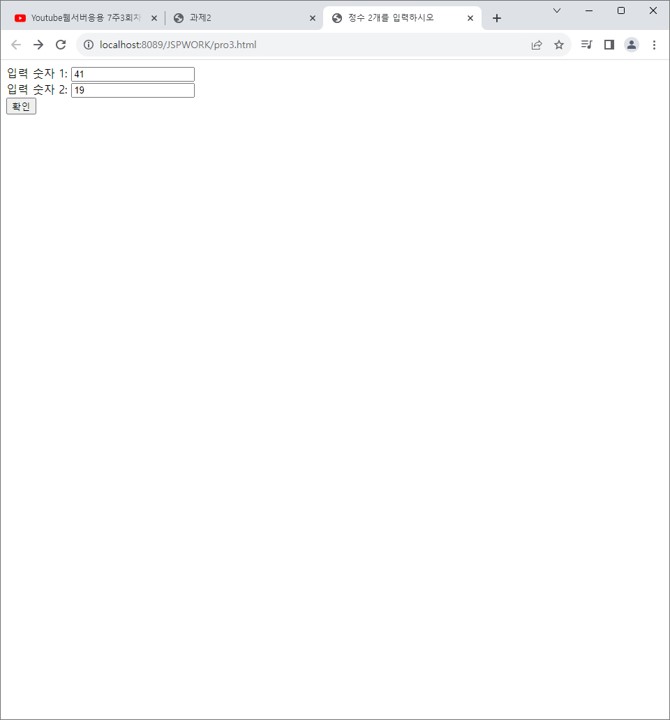 Youtube웹서버응용 7주3회차
과제2
정수 2개를 입력하시오
localhost:8089/JSPWORK/pro3.html
입력 숫자 1: 41
입력 숫자 2: 19
확인